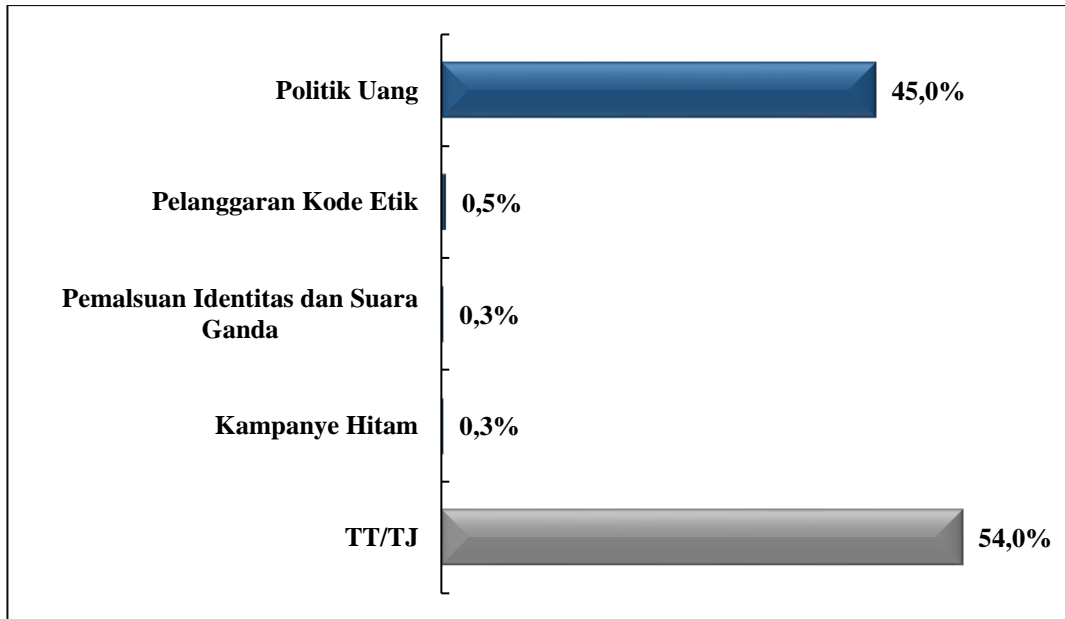 Politik Uang
45,0%
Pelanggaran Kode Etik
0,5%
Pemalsuan Identitas dan Suara
Ganda
0,3%
Kampanye Hitam
0,3%
TT/TJ
54,0%